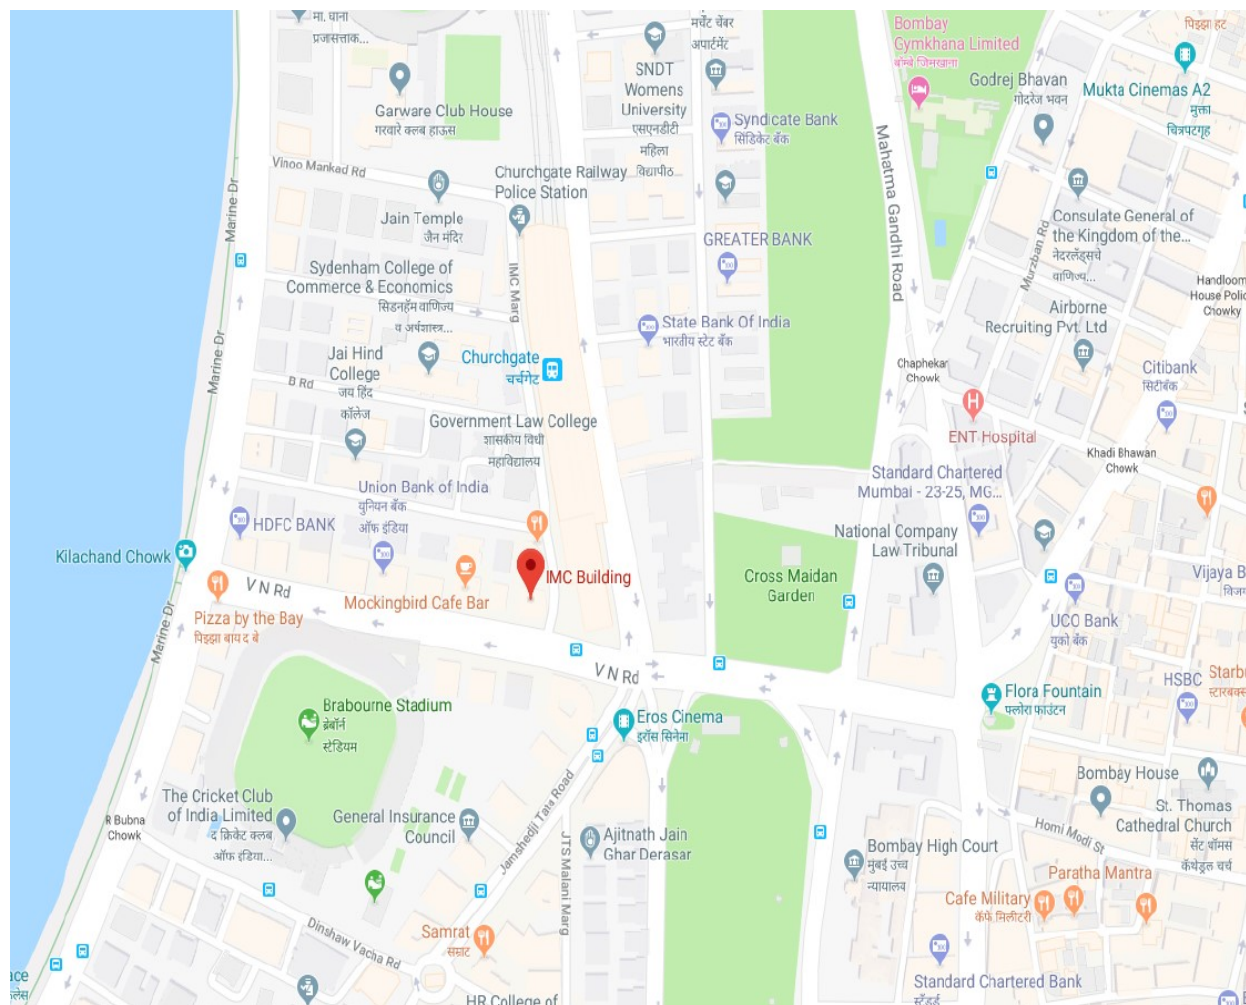 मा. वाना
प्रजासत्ताक...
मर्चेंट चेंबर
अपार्टमेंट
Bombay
Gymkhana Limited
बॉम्बे जिमखाना
पिझ्झा हट
SNDT
Womens
University
एसएनडीटी
महिला
विद्यापीठ...
Garware Club House
गरवारे क्लब हाऊस
Syndicate Bank
सिंडिकेट बँक
Godrej Bhavan
गोदरेज भवन
Mukta Cinemas A2
मुक्ता
चित्रपटगृह
Vinoo Mankad Rd
Churchgate Railway
Police Station
Mahatma Gandhi Road
Marine Dr
Jain Temple
जैन मंदिर
GREATER BANK
Consulate General of
the Kingdom of the...
नेदरलँड्सचे
वाणिज्य...
Murzban Rd
Sydenham College of
Commerce & Economics
सिडनहॅम वाणिज्य
व अर्थशास्त्र...
IMC Marg
Handloom
House Polic
Chowky
State Bank Of India
भारतीय स्टेट बँक
Airborne
Recruiting Pvt. Ltd
Marine Dr
Jai Hind
College
जय हिंद
कॉलेज
B Rd
Churchgate
चर्चगेट
Chaphekar
Chowk
Citibank
सिटीबँक
Government Law College
शासकीय विधी
महाविद्यालय
ENT Hospital
Khadi Bhawan
Chowk
Union Bank of India
युनियन बँक
ऑफ इंडिया
Standard Chartered
Mumbai - 23-25, MG...
HDFC BANK
National Company
Law Tribunal
Kilachand Chowk
V N Rd
IMC Building
Mockingbird Cafe Bar
Cross Maidan
Garden
Vijaya B
विजय
Pizza by the Bay
पिझ्झा बाय द बे
UCO Bank
युको बँक
Marine Dr
V N Rd
HSBC
Starbu
स्टारबक्स
Brabourne Stadium
ब्रेबॉर्न
स्टेडियम
Eros Cinema
इरॉस सिनेमा
Flora Fountain
फ्लोरा फाउंटन
The Cricket Club
of India Limited
द क्रिकेट क्लब
ऑफ इंडिया...
R Bubna
Chowk
General Insurance
Council
Jamshedji Tata Road
JTS Malani Marg
Ajitnath Jain
Ghar Derasar
Bombay High Court
मुंबई उच्च
न्यायालय
Bombay House
St. Thomas
Cathedral Church
सेंट थॉमस
कॅथेड्रल चर्च
Homi Modi St
Paratha Mantra
Cafe Military
कॅफे मिलीटरी
Dinshaw Vacha Rd
Samrat
सम्राट
Standard Chartered Bank
स्टँडर्ड
HR College of
ace